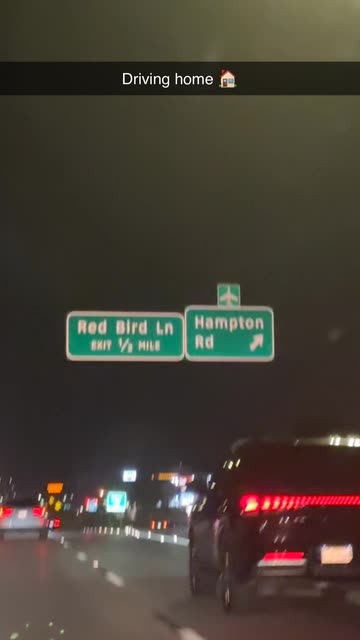 Driving home 🏠
Red Bird Ln
EXIT ½ MILE
Hampton
Rd